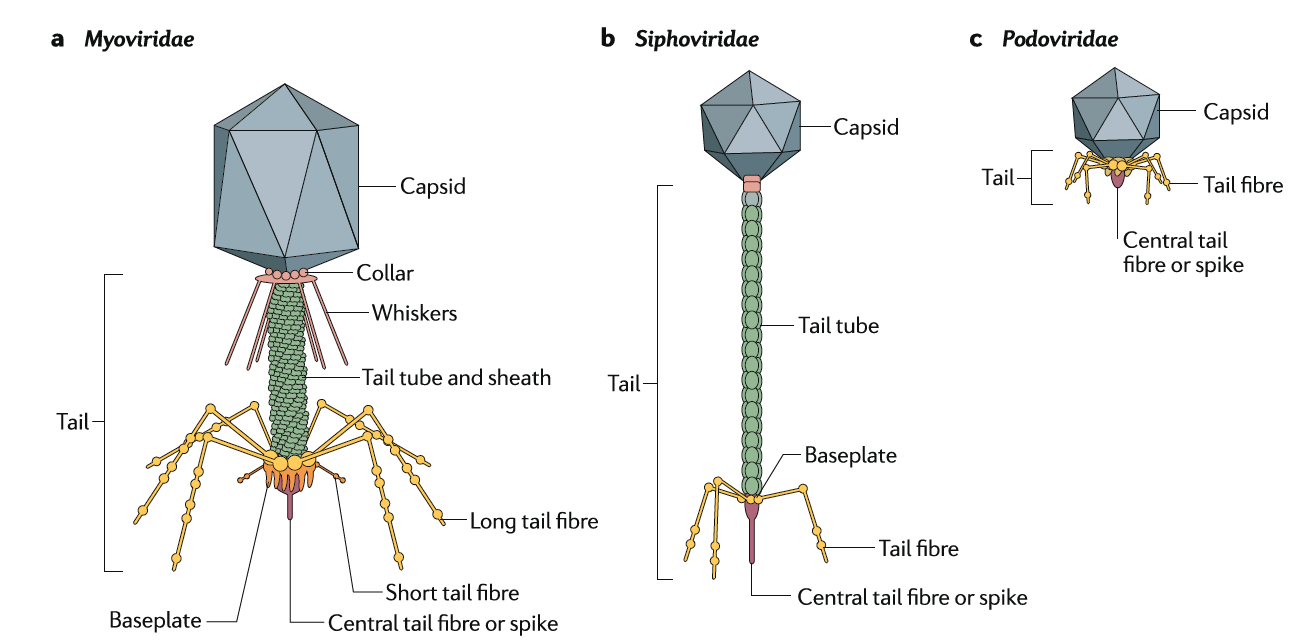 a Myoviridae
Capsid
Collar
Whiskers
Tail tube and sheath
Tail
Long tail fibre
Short tail fibre
Baseplate
Central tail fibre or spike
b Siphoviridae
Capsid
Tail tube
Tail
Baseplate
Tail fibre
Central tail fibre or spike
c Podoviridae
Capsid
Tail
Tail fibre
Central tail
fibre or spike